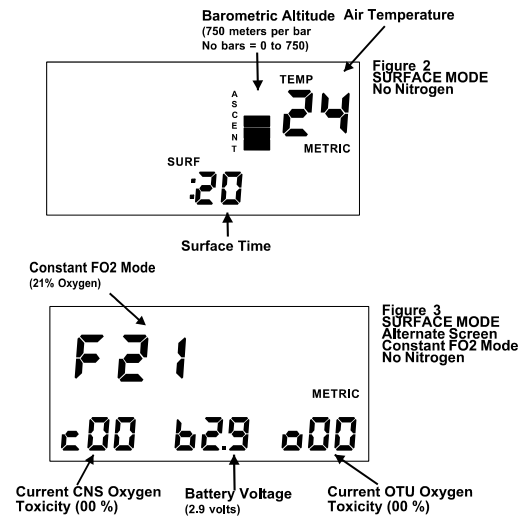 Barometric Altitude
(750 meters per bar
No bars = 0 to 750)
Air Temperature
Figure 2
SURFACE MODE
No Nitrogen
TEMP
ASCENT
24
METRIC
SURF
:20
Surface Time
Constant FO2 Mode
(21% Oxygen)
Figure 3
SURFACE MODE
Alternate Screen
Constant FO2 Mode
No Nitrogen
F21
METRIC
c00 b2.9 o00
Current CNS Oxygen
Toxicity (00 %)
Battery Voltage
(2.9 volts)
Current OTU Oxygen
Toxicity (00 %)